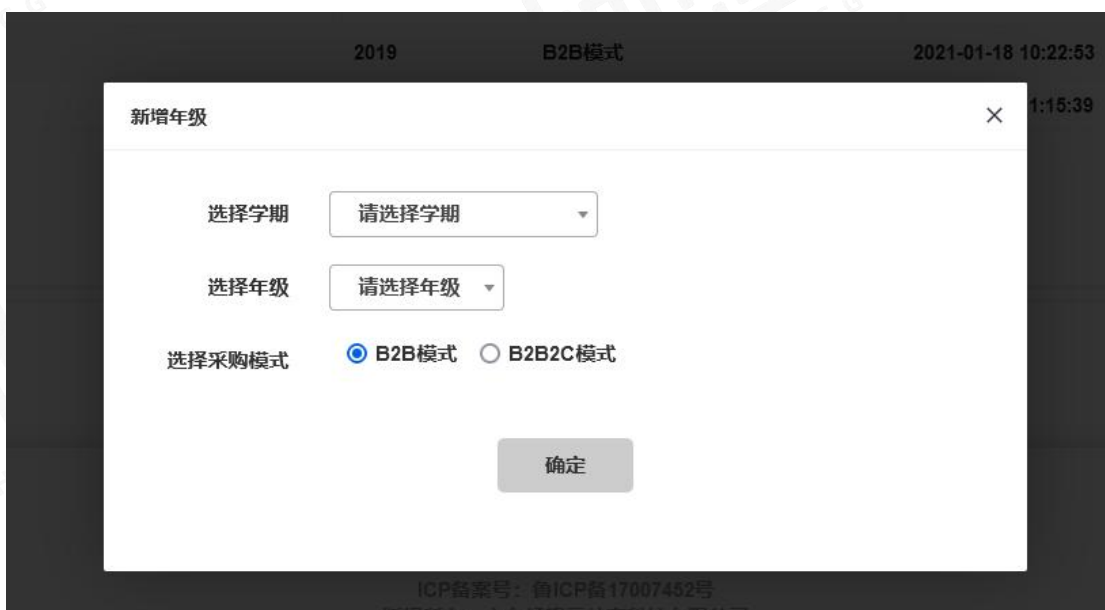 2019 B2B模式 2021-01-18 10:22:53
新增年级
1:15:39
选择学期 请选择学期
选择年级 请选择年级
选择采购模式 B2B模式 B2B2C模式
确定
ICP备案号：鲁ICP备17007452号